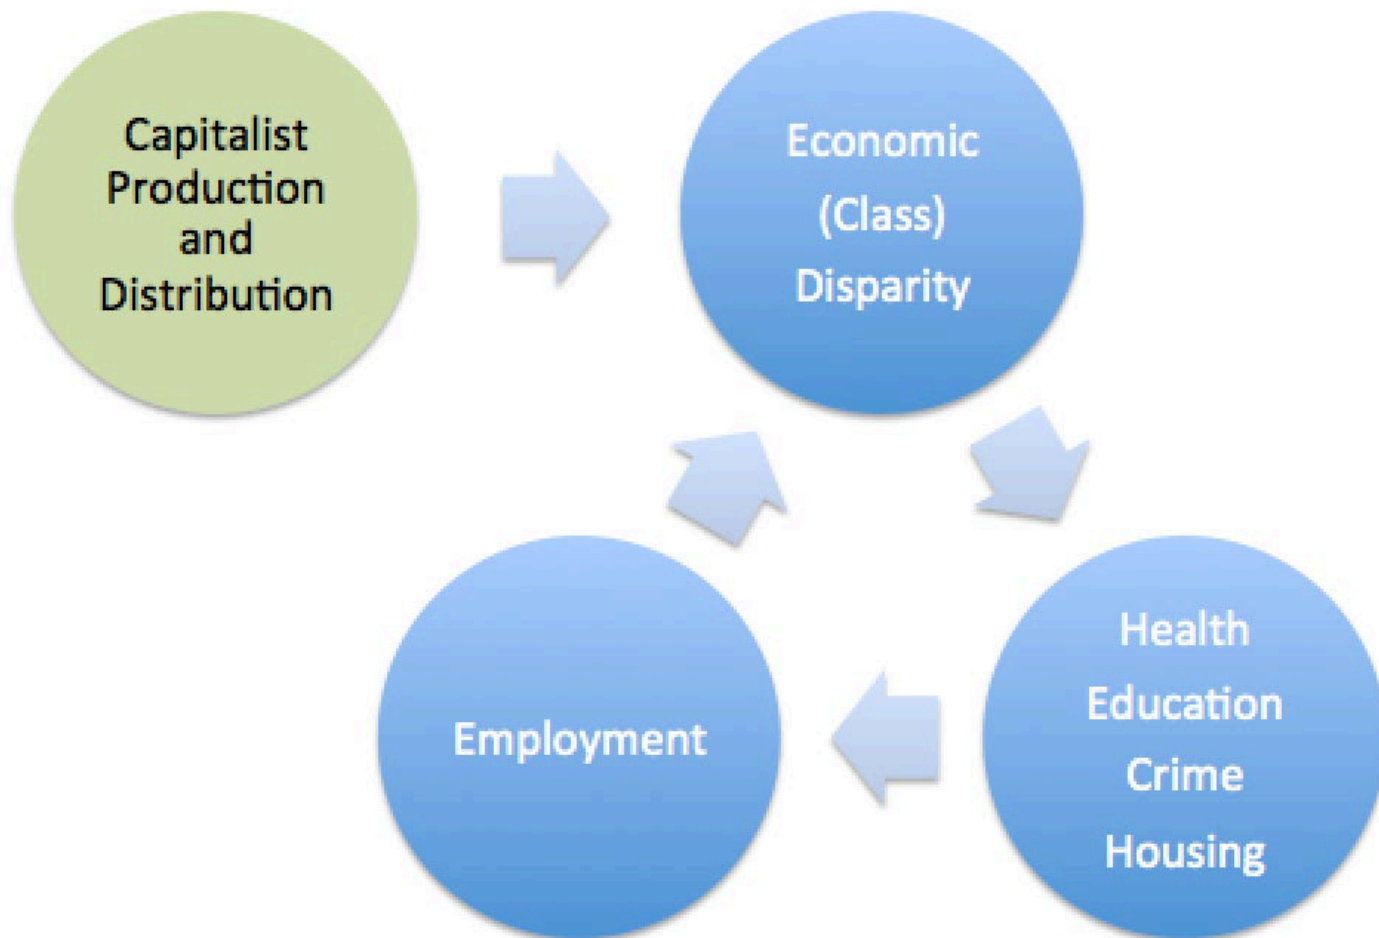 Capitalist
Production
and
Distribution
Economic
(Class)
Disparity
Health
Education
Crime
Housing
Employment